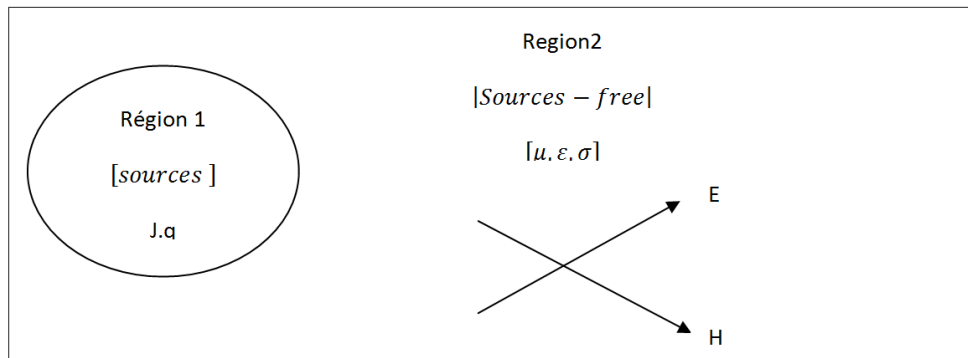 Region2
Région 1
|Sources − free|
[sources ]
⌈μ. ε. σ⌉
J.q
E
H